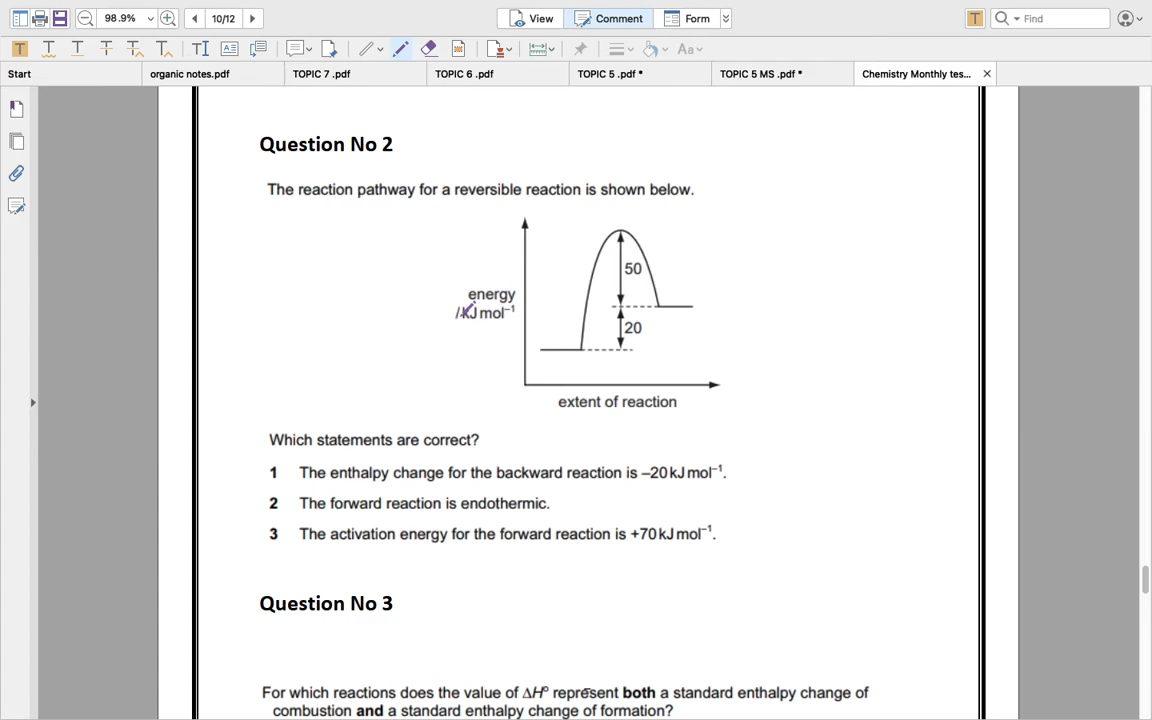 98.9%
10/12
View
Comment
Form
Find
Start
organic notes.pdf
TOPIC 7 .pdf
TOPIC 6 .pdf
TOPIC 5 .pdf *
TOPIC 5 MS .pdf *
Chemistry Monthly tes...
Question No 2
The reaction pathway for a reversible reaction is shown below.
energy
/kJ mol⁻¹
50
20
extent of reaction
Which statements are correct?
1 The enthalpy change for the backward reaction is –20 kJ mol⁻¹.
2 The forward reaction is endothermic.
3 The activation energy for the forward reaction is +70 kJ mol⁻¹.
Question No 3
For which reactions does the value of ΔH° represent both a standard enthalpy change of
combustion and a standard enthalpy change of formation?